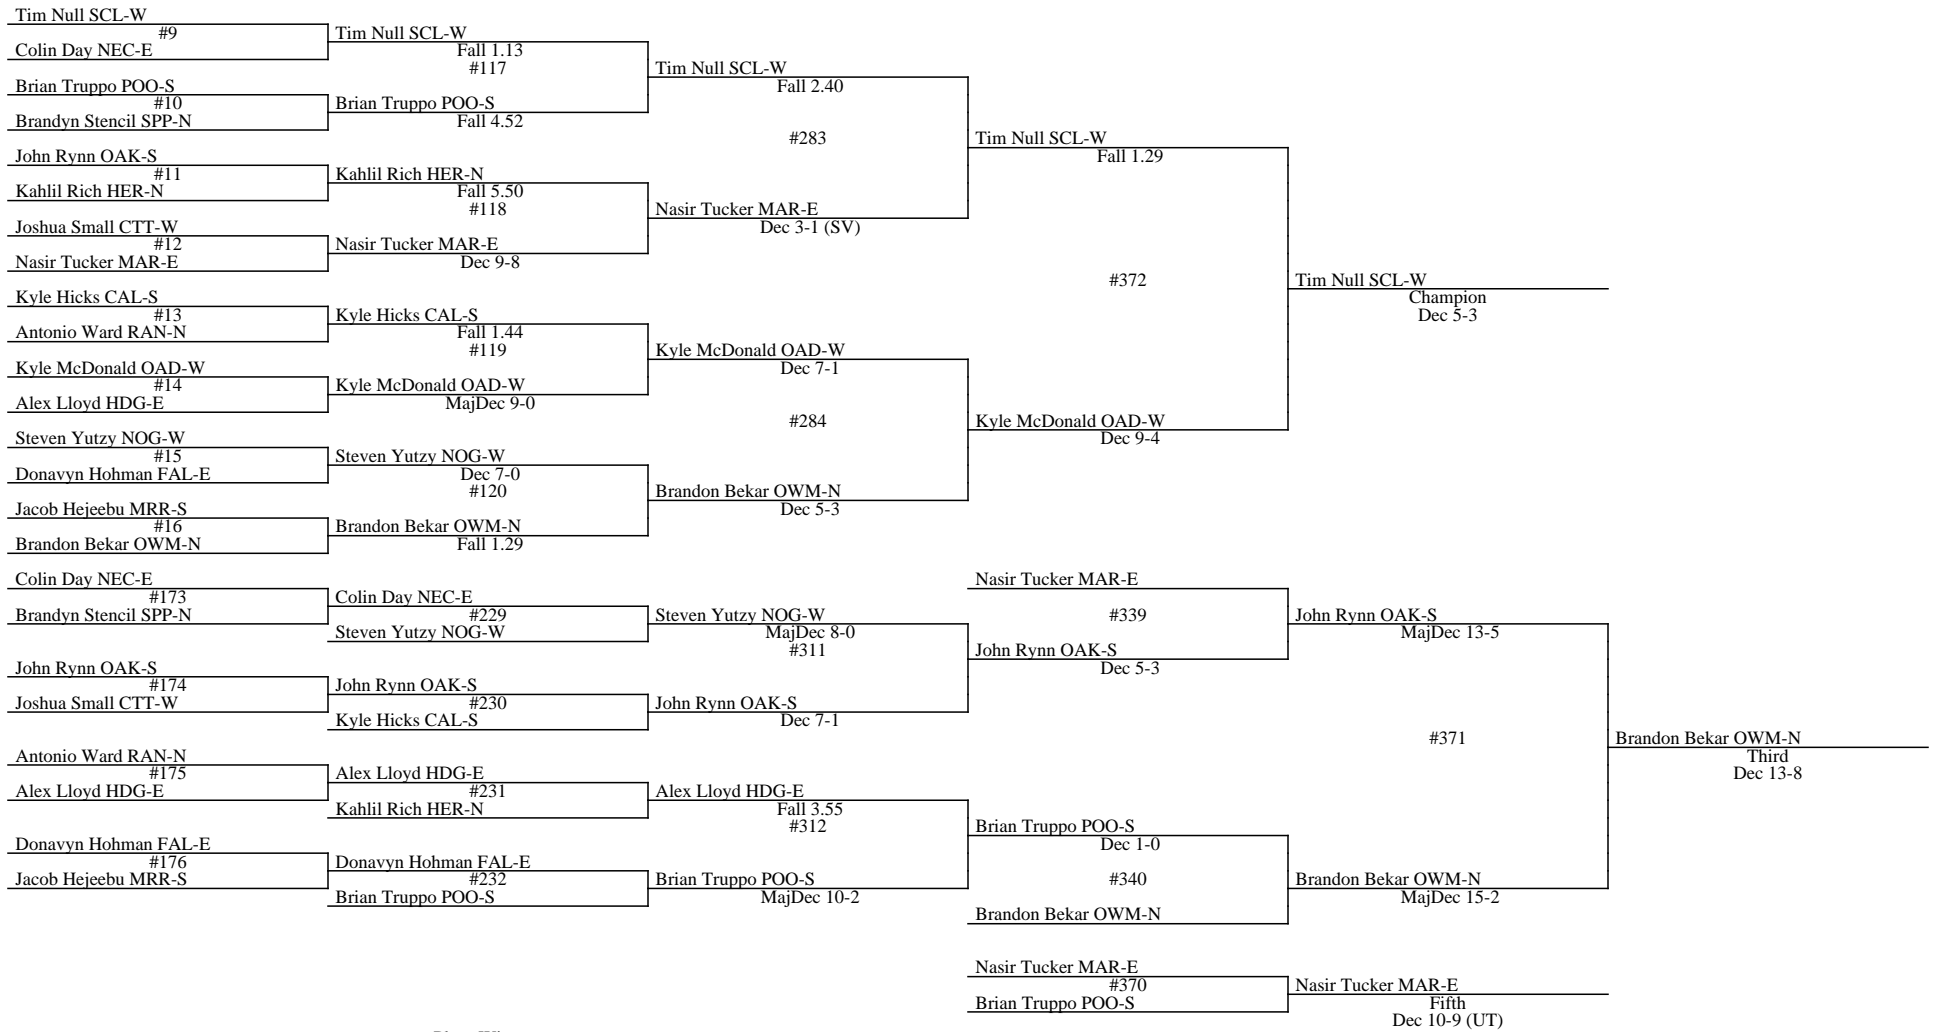 Tim Null SCL-W
#9
Colin Day NEC-E
Brian Truppo POO-S
#10
Brandyn Stencil SPP-N
John Rynn OAK-S
#11
Kahlil Rich HER-N
Joshua Small CTT-W
#12
Nasir Tucker MAR-E
Kyle Hicks CAL-S
#13
Antonio Ward RAN-N
Kyle McDonald OAD-W
#14
Alex Lloyd HDG-E
Steven Yutzy NOG-W
#15
Donavyn Hohman FAL-E
Jacob Hejeebu MRR-S
#16
Brandon Bekar OWM-N
Tim Null SCL-W
Fall 1.13
#117
Brian Truppo POO-S
Fall 4.52
Kahlil Rich HER-N
Fall 5.50
#118
Nasir Tucker MAR-E
Dec 9-8
Kyle Hicks CAL-S
Fall 1.44
#119
Kyle McDonald OAD-W
MajDec 9-0
Steven Yutzy NOG-W
Dec 7-0
#120
Brandon Bekar OWM-N
Fall 1.29
Tim Null SCL-W
Fall 2.40
#283
Nasir Tucker MAR-E
Dec 3-1 (SV)
Kyle McDonald OAD-W
Dec 7-1
#284
Brandon Bekar OWM-N
Dec 5-3
Tim Null SCL-W
Fall 1.29
#372
Kyle McDonald OAD-W
Dec 9-4
Tim Null SCL-W
Champion
Dec 5-3
Colin Day NEC-E
#173
Brandyn Stencil SPP-N
John Rynn OAK-S
#174
Joshua Small CTT-W
Antonio Ward RAN-N
#175
Alex Lloyd HDG-E
Donavyn Hohman FAL-E
#176
Jacob Hejeebu MRR-S
Colin Day NEC-E
#229
Steven Yutzy NOG-W
John Rynn OAK-S
#230
Kyle Hicks CAL-S
Alex Lloyd HDG-E
#231
Kahlil Rich HER-N
Donavyn Hohman FAL-E
#232
Brian Truppo POO-S
Steven Yutzy NOG-W
MajDec 8-0
#311
John Rynn OAK-S
Dec 7-1
Alex Lloyd HDG-E
Fall 3.55
#312
Brian Truppo POO-S
MajDec 10-2
Nasir Tucker MAR-E
#339
John Rynn OAK-S
Dec 5-3
Brian Truppo POO-S
Dec 1-0
#340
Brandon Bekar OWM-N
John Rynn OAK-S
MajDec 13-5
#371
Brandon Bekar OWM-N
MajDec 15-2
Brandon Bekar OWM-N
Third
Dec 13-8
Nasir Tucker MAR-E
#370
Brian Truppo POO-S
Nasir Tucker MAR-E
Fifth
Dec 10-9 (UT)